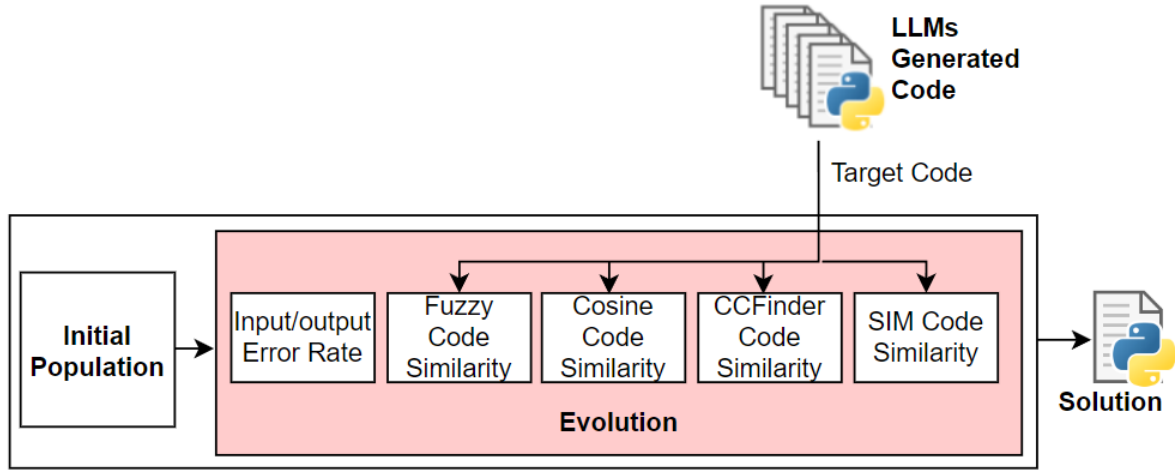 LLMs
Generated
Code
Target Code
Initial
Population
Input/output
Error Rate
Fuzzy
Code
Similarity
Cosine
Code
Similarity
CCFinder
Code
Similarity
SIM Code
Similarity
Evolution
Solution